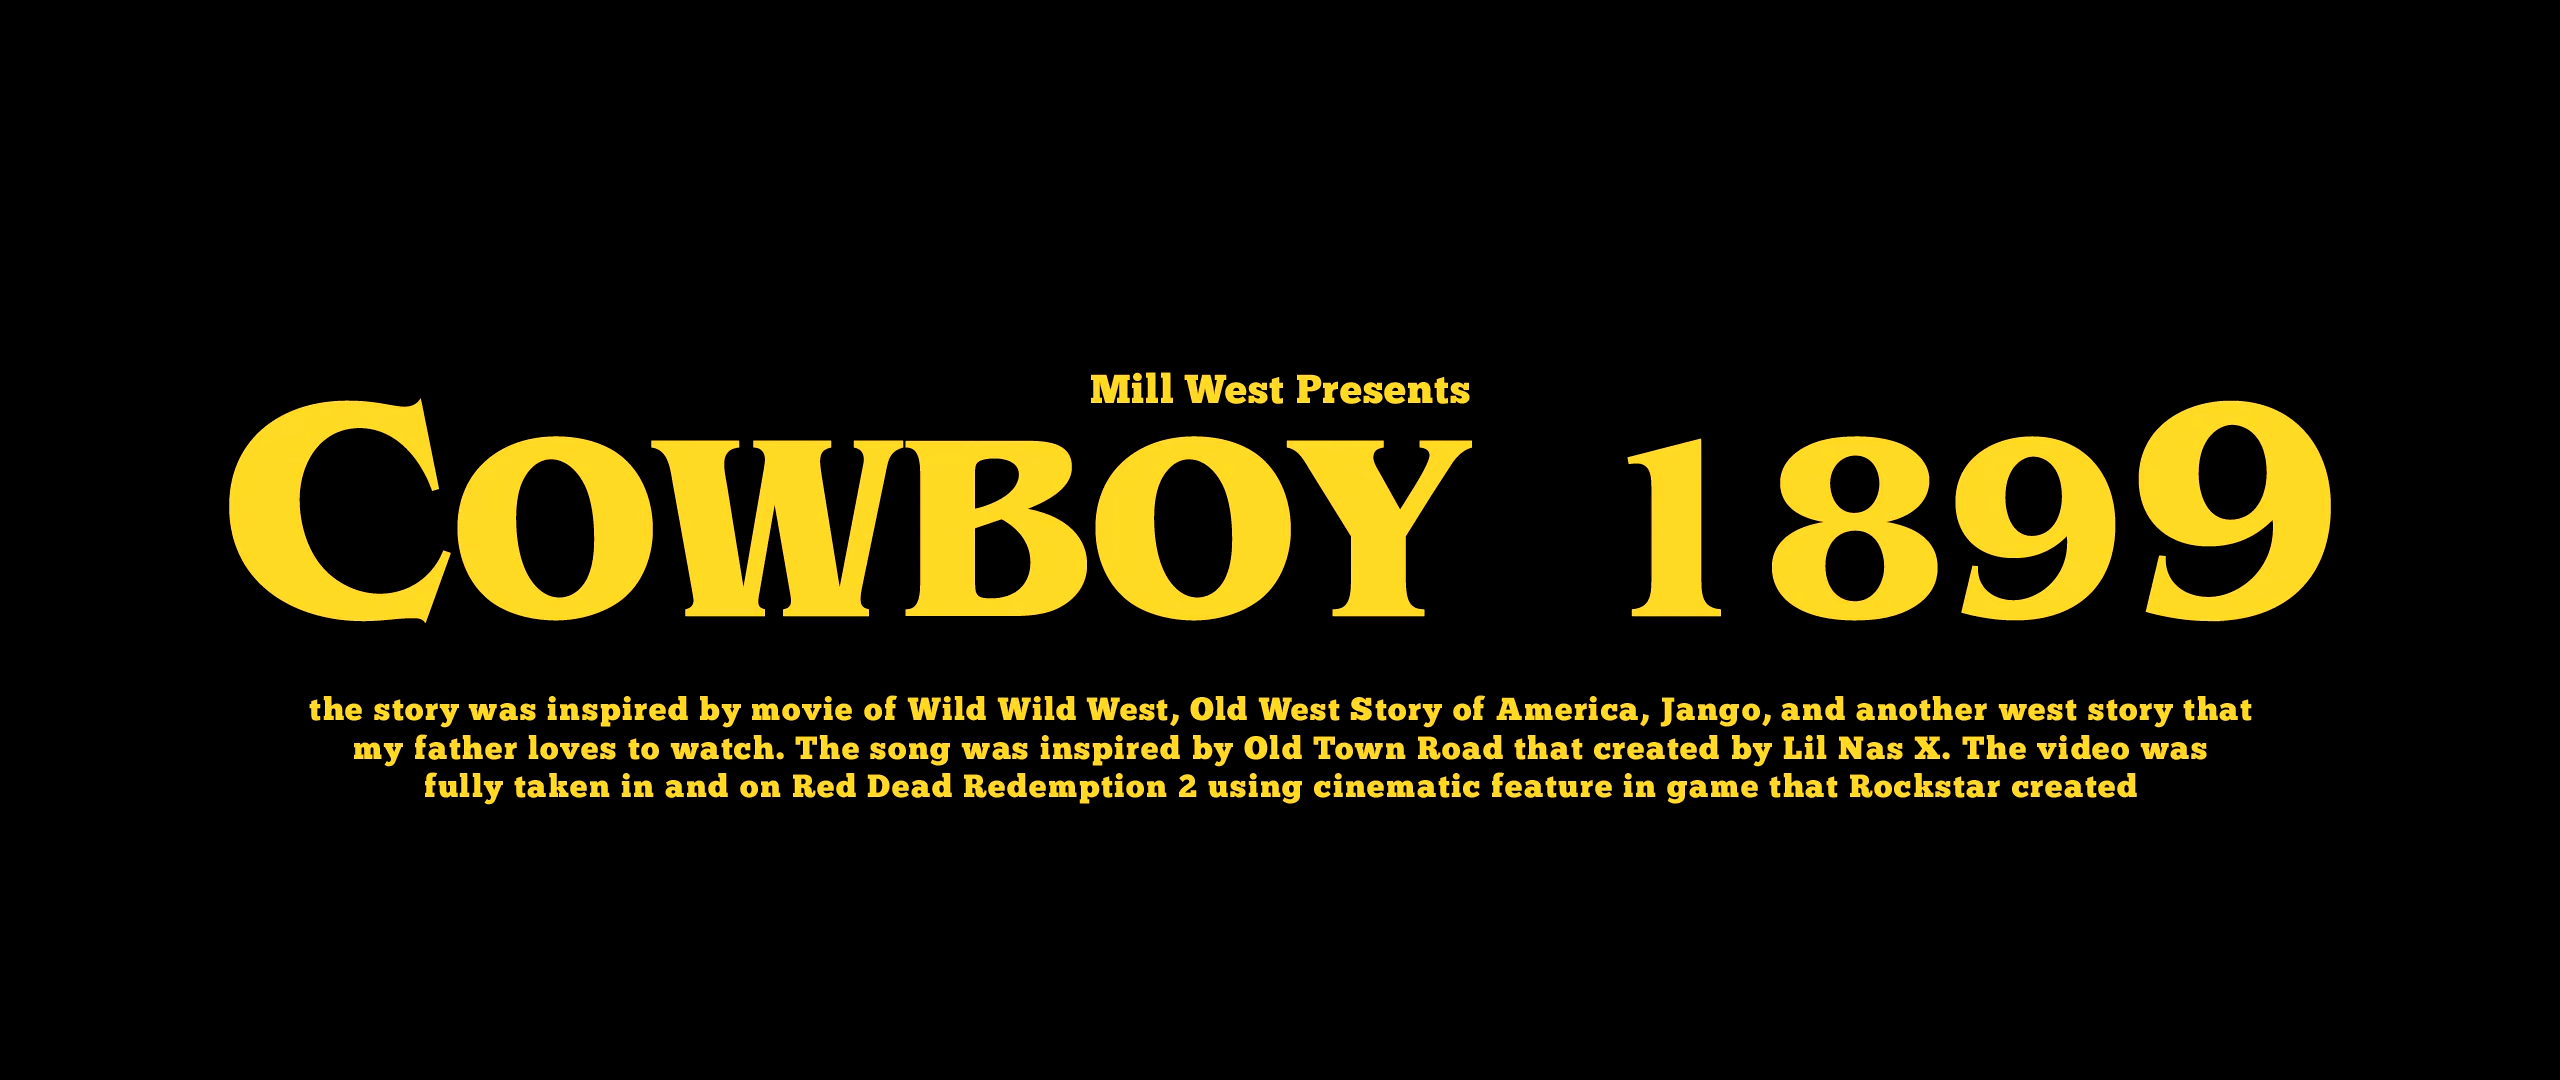 Mill West Presents
COWBOY 1899
the story was inspired by movie of Wild Wild West, Old West Story of America, Jango, and another west story that
my father loves to watch. The song was inspired by Old Town Road that created by Lil Nas X. The video was
fully taken in and on Red Dead Redemption 2 using cinematic feature in game that Rockstar created